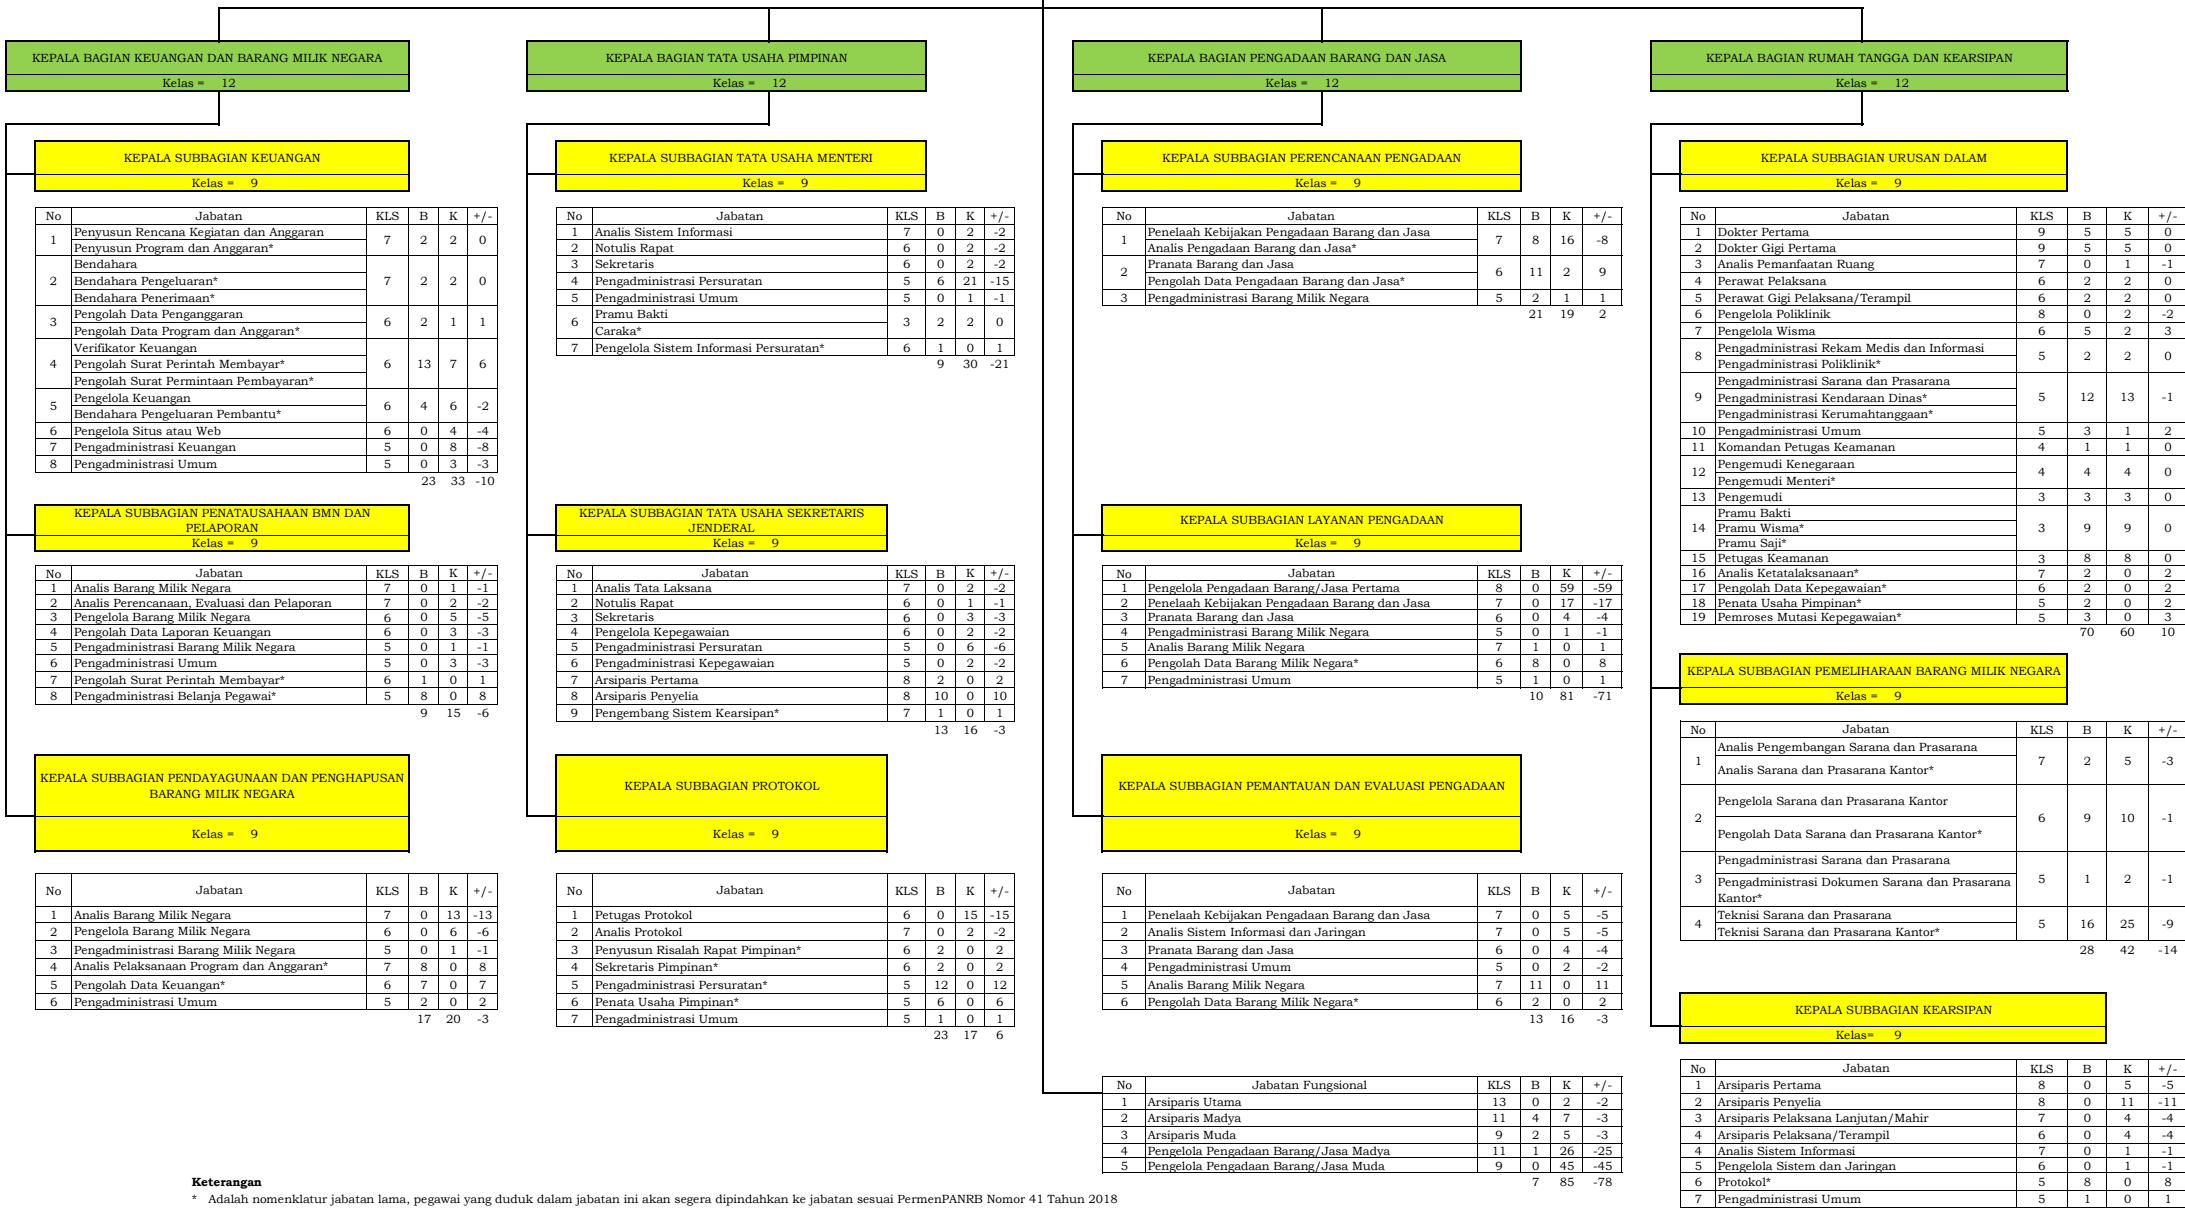 KEPALA BAGIAN KEUANGAN DAN BARANG MILIK NEGARA
Kelas = 12
KEPALA SUBBAGIAN KEUANGAN
Kelas = 9
No Jabatan KLS B K +/-
1 Penyusun Rencana Kegiatan dan Anggaran 7 2 2 0
Penyusun Program dan Anggaran*
2 Bendahara 7 2 2 0
Bendahara Pengeluaran*
Bendahara Penerimaan*
3 Pengolah Data Penganggaran 6 2 1 1
Pengolah Data Program dan Anggaran*
4 Verifikator Keuangan 6 13 7 6
Pengolah Surat Perintah Membayar*
Pengolah Surat Permintaan Pembayaran*
5 Pengelola Keuangan 6 4 6 -2
Bendahara Pengeluaran Pembantu*
6 Pengelola Situs atau Web 6 0 4 -4
7 Pengadministrasi Keuangan 5 0 8 -8
8 Pengadministrasi Umum 5 0 3 -3
23 33 -10
KEPALA SUBBAGIAN PENATAUSAHAAN BMN DAN
PELAPORAN
Kelas = 9
No Jabatan KLS B K +/-
1 Analis Barang Milik Negara 7 0 1 -1
2 Analis Perencanaan, Evaluasi dan Pelaporan 7 0 2 -2
3 Pengelola Barang Milik Negara 6 0 5 -5
4 Pengolah Data Laporan Keuangan 6 0 3 -3
5 Pengadministrasi Barang Milik Negara 5 0 1 -1
6 Pengadministrasi Umum 5 0 3 -3
7 Pengolah Surat Perintah Membayar* 6 1 0 1
8 Pengadministrasi Belanja Pegawai* 5 8 0 8
9 15 -6
KEPALA SUBBAGIAN PENDAYAGUNAAN DAN PENGHAPUSAN
BARANG MILIK NEGARA
Kelas = 9
No Jabatan KLS B K +/-
1 Analis Barang Milik Negara 7 0 13 -13
2 Pengelola Barang Milik Negara 6 0 6 -6
3 Pengadministrasi Barang Milik Negara 5 0 1 -1
4 Analis Pelaksanaan Program dan Anggaran* 7 8 0 8
5 Pengolah Data Keuangan* 6 7 0 7
6 Pengadministrasi Umum 5 2 0 2
17 20 -3
KEPALA BAGIAN TATA USAHA PIMPINAN
Kelas = 12
KEPALA SUBBAGIAN TATA USAHA MENTERI
Kelas = 9
No Jabatan KLS B K +/-
1 Analis Sistem Informasi 7 0 2 -2
2 Notulis Rapat 6 0 2 -2
3 Sekretaris 6 0 2 -2
4 Pengadministrasi Persuratan 5 6 21 -15
5 Pengadministrasi Umum 5 0 1 -1
6 Pramu Bakti 3 2 2 0
Caraka*
7 Pengelola Sistem Informasi Persuratan* 6 1 0 1
9 30 -21
KEPALA SUBBAGIAN TATA USAHA SEKRETARIS
JENDERAL
Kelas = 9
No Jabatan KLS B K +/-
1 Analis Tata Laksana 7 0 2 -2
2 Notulis Rapat 6 0 1 -1
3 Sekretaris 6 0 3 -3
4 Pengelola Kepegawaian 6 0 2 -2
5 Pengadministrasi Persuratan 5 0 6 -6
6 Pengadministrasi Kepegawaian 5 0 2 -2
7 Arsiparis Pertama 8 2 0 2
8 Arsiparis Penyelia 8 10 0 10
9 Pengembang Sistem Kearsipan* 7 1 0 1
13 16 -3
KEPALA SUBBAGIAN PROTOKOL
Kelas = 9
No Jabatan KLS B K +/-
1 Petugas Protokol 6 0 15 -15
2 Analis Protokol 7 0 2 -2
3 Penyusun Risalah Rapat Pimpinan* 6 2 0 2
4 Sekretaris Pimpinan* 6 2 0 2
5 Pengadministrasi Persuratan* 5 12 0 12
6 Penata Usaha Pimpinan* 5 6 0 6
7 Pengadministrasi Umum 5 1 0 1
23 17 6
KEPALA BAGIAN PENGADAAN BARANG DAN JASA
Kelas = 12
KEPALA SUBBAGIAN PERENCANAAN PENGADAAN
Kelas = 9
No Jabatan KLS B K +/-
1 Penelaah Kebijakan Pengadaan Barang dan Jasa 7 8 16 -8
Analis Pengadaan Barang dan Jasa*
2 Pranata Barang dan Jasa 6 11 2 9
Pengolah Data Pengadaan Barang dan Jasa*
3 Pengadministrasi Barang Milik Negara 5 2 1 1
21 19 2
KEPALA SUBBAGIAN LAYANAN PENGADAAN
Kelas = 9
No Jabatan KLS B K +/-
1 Pengelola Pengadaan Barang/Jasa Pertama 8 0 59 -59
2 Penelaah Kebijakan Pengadaan Barang dan Jasa 7 0 17 -17
3 Pranata Barang dan Jasa 6 0 4 -4
4 Pengadministrasi Barang Milik Negara 5 0 1 -1
5 Analis Barang Milik Negara 7 1 0 1
6 Pengolah Data Barang Milik Negara* 6 8 0 8
7 Pengadministrasi Umum 5 1 0 1
10 81 -71
KEPALA SUBBAGIAN PEMANTAUAN DAN EVALUASI PENGADAAN
Kelas = 9
No Jabatan KLS B K +/-
1 Penelaah Kebijakan Pengadaan Barang dan Jasa 7 0 5 -5
2 Analis Sistem Informasi dan Jaringan 7 0 5 -5
3 Pranata Barang dan Jasa 6 0 4 -4
4 Pengadministrasi Umum 5 0 2 -2
5 Analis Barang Milik Negara 7 11 0 11
6 Pengolah Data Barang Milik Negara* 6 2 0 2
13 16 -3
No Jabatan Fungsional KLS B K +/-
1 Arsiparis Utama 13 0 2 -2
2 Arsiparis Madya 11 4 7 -3
3 Arsiparis Muda 9 2 5 -3
4 Pengelola Pengadaan Barang/Jasa Madya 11 1 26 -25
5 Pengelola Pengadaan Barang/Jasa Muda 9 0 45 -45
7 85 -78
KEPALA BAGIAN RUMAH TANGGA DAN KEARSIPAN
Kelas = 12
KEPALA SUBBAGIAN URUSAN DALAM
Kelas = 9
No Jabatan KLS B K +/-
1 Dokter Pertama 9 5 5 0
2 Dokter Gigi Pertama 9 5 5 0
3 Analis Pemanfaatan Ruang 7 0 1 -1
4 Perawat Pelaksana 6 2 2 0
5 Perawat Gigi Pelaksana/Terampil 6 2 2 0
6 Pengelola Poliklinik 8 0 2 -2
7 Pengelola Wisma 6 5 2 3
8 Pengadministrasi Rekam Medis dan Informasi 5 2 2 0
Pengadministrasi Poliklinik*
9 Pengadministrasi Sarana dan Prasarana 5 12 13 -1
Pengadministrasi Kendaraan Dinas*
Pengadministrasi Kerumahtanggaan*
10 Pengadministrasi Umum 5 3 1 2
11 Komandan Petugas Keamanan 4 1 1 0
12 Pengemudi Kenegaraan 4 4 4 0
Pengemudi Menteri*
13 Pengemudi 3 3 3 0
14 Pramu Bakti 3 9 9 0
Pramu Wisma*
Pramu Saji*
15 Petugas Keamanan 3 8 8 0
16 Analis Ketatalaksanaan* 7 2 0 2
17 Pengolah Data Kepegawaian* 6 2 0 2
18 Penata Usaha Pimpinan* 5 2 0 2
19 Pemroses Mutasi Kepegawaian* 5 3 0 3
70 60 10
KEPALA SUBBAGIAN PEMELIHARAAN BARANG MILIK NEGARA
Kelas = 9
No Jabatan KLS B K +/-
1 Analis Pengembangan Sarana dan Prasarana 7 2 5 -3
Analis Sarana dan Prasarana Kantor*
2 Pengelola Sarana dan Prasarana Kantor 6 9 10 -1
Pengolah Data Sarana dan Prasarana Kantor*
3 Pengadministrasi Sarana dan Prasarana 5 1 2 -1
Pengadministrasi Dokumen Sarana dan Prasarana
Kantor*
4 Teknisi Sarana dan Prasarana 5 16 25 -9
Teknisi Sarana dan Prasarana Kantor*
28 42 -14
KEPALA SUBBAGIAN KEARSIPAN
Kelas= 9
No Jabatan KLS B K +/-
1 Arsiparis Pertama 8 0 5 -5
2 Arsiparis Penyelia 8 0 11 -11
3 Arsiparis Pelaksana Lanjutan/Mahir 7 0 4 -4
4 Arsiparis Pelaksana/Terampil 6 0 4 -4
4 Analis Sistem Informasi 7 0 1 -1
5 Pengelola Sistem dan Jaringan 6 0 1 -1
6 Protokol* 5 8 0 8
7 Pengadministrasi Umum 5 1 0 1
Keterangan
* Adalah nomenklatur jabatan lama, pegawai yang duduk dalam jabatan ini akan segera dipindahkan ke jabatan sesuai PermenPANRB Nomor 41 Tahun 2018